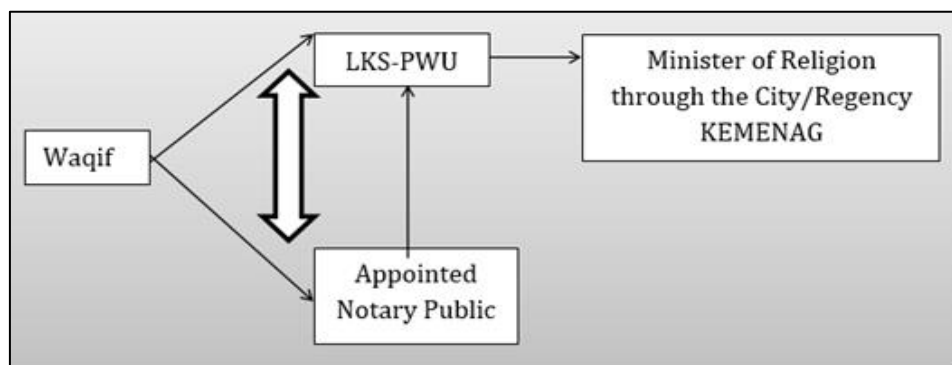 Waqif
LKS-PWU
Minister of Religion
through the City/Regency
KEMENAG
Appointed
Notary Public